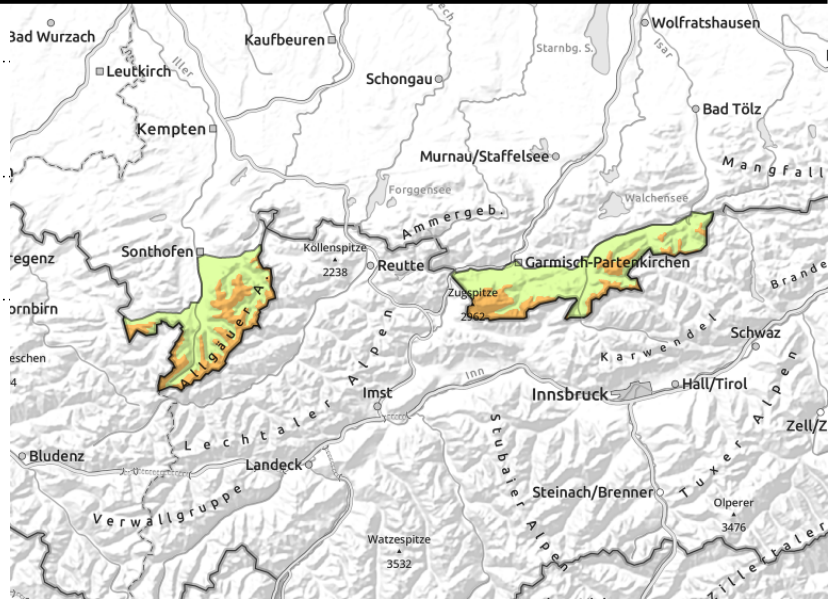 Bad Wurzach
Kaufbeuren
Wolfratshausen
Starnbg. S.
Isar
Iller
Leutkirch
Schongau
Bad Tölz
Kempten
Murnau/Staffelsee
Mangfall
Forggensee
Walchensee
Ammergeb.
Sonthofen
Köllenspitze
2238
Reutte
Garmisch-Partenkirchen
Brande
Zugspitze
2962
Allgäuer A.
Schwaz
Karwendel
Inn
Imst
Innsbruck
Hall/Tirol
Lechtaler Alpen
Tuxer Alpen
Zell/Z
Bludenz
Landeck
Stubaier Alpen
Steinach/Brenner
Verwallgruppe
Olperer
3476
Watzespitze
3532
Zillertaler